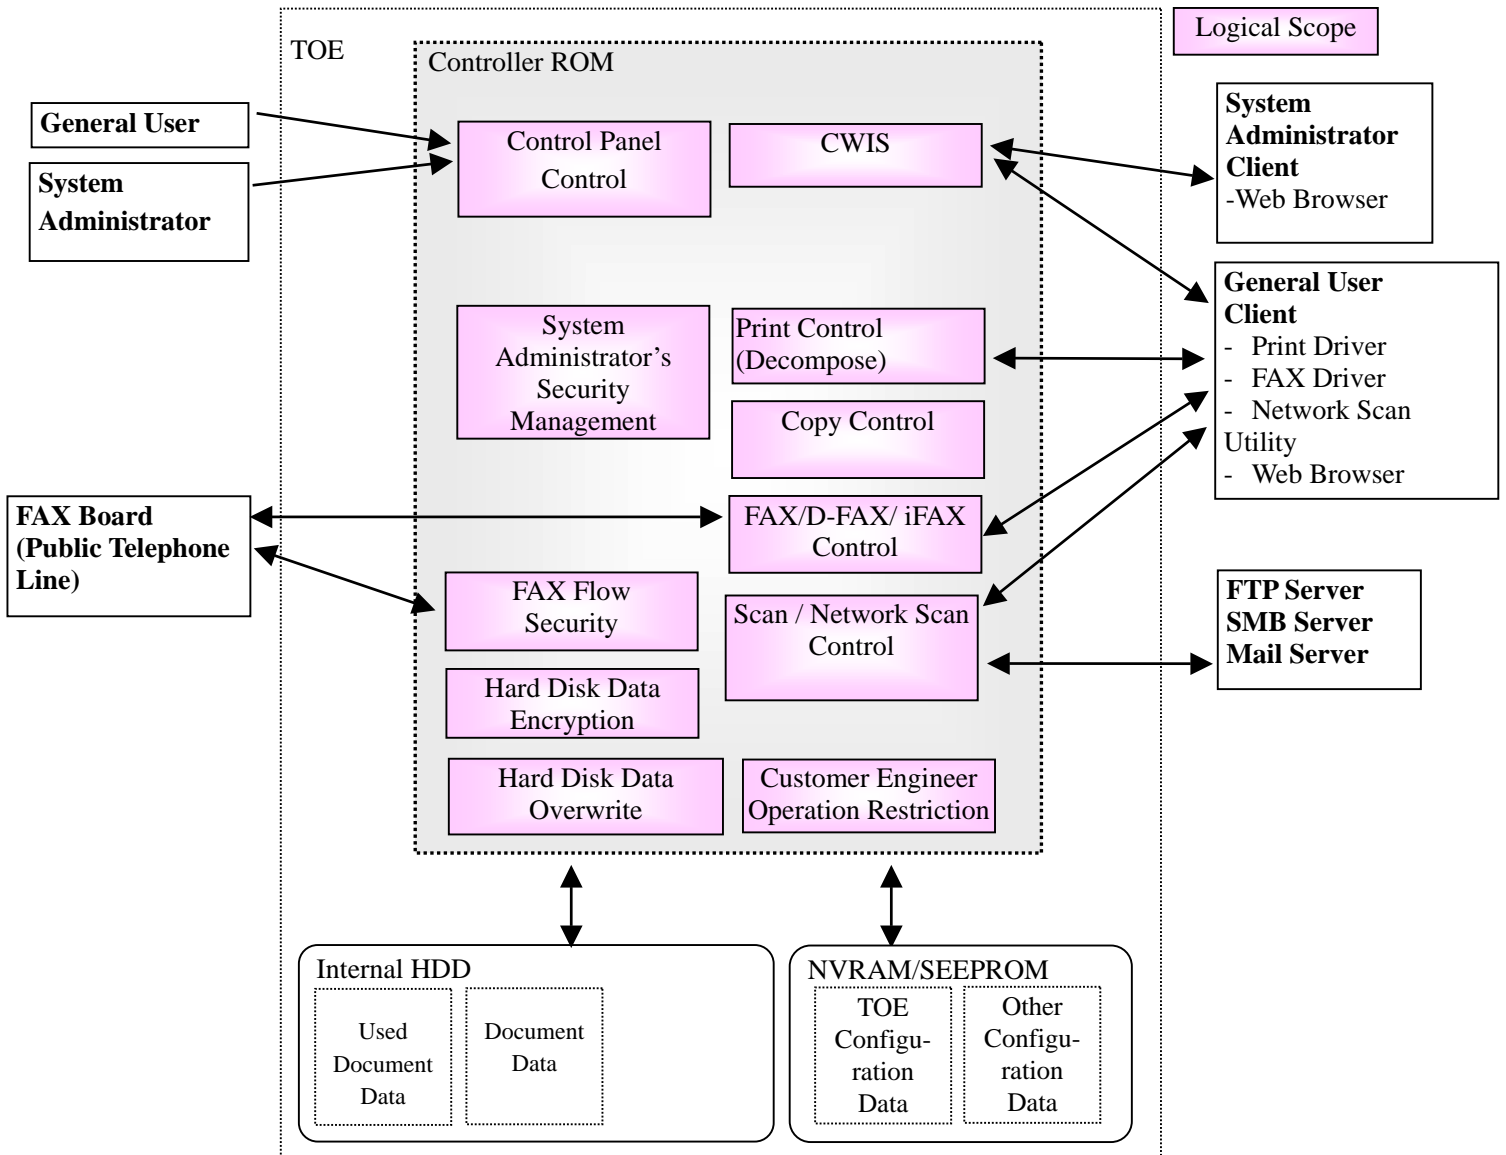 Logical Scope
TOE
Controller ROM
General User
System
Administrator
Control Panel
Control
CWIS
System
Administrator
Client
-Web Browser
System
Administrator’s
Security
Management
Print Control
(Decompose)
Copy Control
General User
Client
- Print Driver
- FAX Driver
- Network Scan
Utility
- Web Browser
FAX Board
(Public Telephone
Line)
FAX/D-FAX/ iFAX
Control
FAX Flow
Security
Scan / Network Scan
Control
FTP Server
SMB Server
Mail Server
Hard Disk Data
Encryption
Hard Disk Data
Overwrite
Customer Engineer
Operation Restriction
Internal HDD
Used
Document
Data
Document
Data
NVRAM/SEEPROM
TOE
Configu-
ration
Data
Other
Configu-
ration
Data